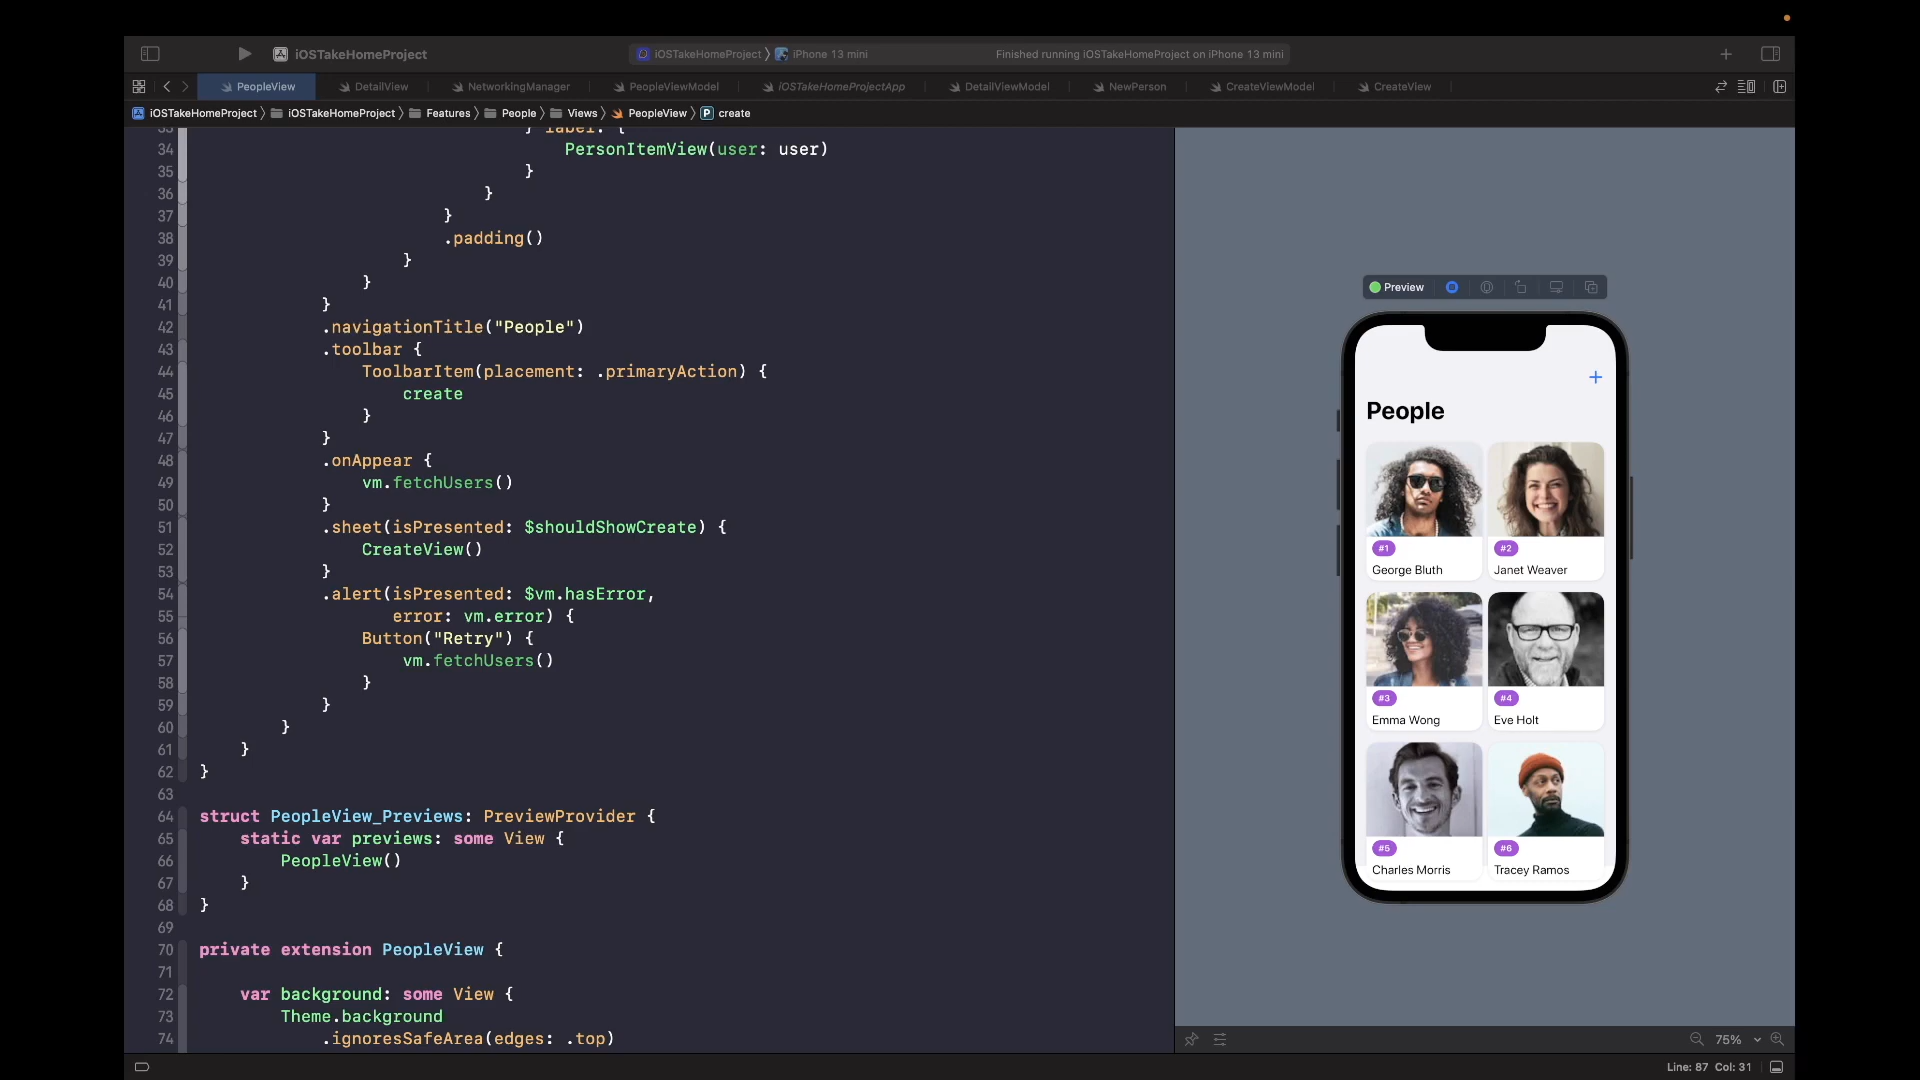 iOSTakeHomeProject
iOSTakeHomeProject
iPhone 13 mini
Finished running iOSTakeHomeProject on iPhone 13 mini
PeopleView
DetailView
NetworkingManager
PeopleViewModel
iOSTakeHomeProjectApp
DetailViewModel
NewPerson
CreateViewModel
CreateView
iOSTakeHomeProject
iOSTakeHomeProject
Features
People
Views
PeopleView
P
create
33 } label: {
34 PersonItemView(user: user)
35 }
36 }
37 }
38 .padding()
39 }
40 }
41 }
42 .navigationTitle("People")
43 .toolbar {
44 ToolbarItem(placement: .primaryAction) {
45 create
46 }
47 }
48 .onAppear {
49 vm.fetchUsers()
50 }
51 .sheet(isPresented: $shouldShowCreate) {
52 CreateView()
53 }
54 .alert(isPresented: $vm.hasError,
55 error: vm.error) {
56 Button("Retry") {
57 vm.fetchUsers()
58 }
59 }
60 }
61 }
62 }
63
64 struct PeopleView_Previews: PreviewProvider {
65 static var previews: some View {
66 PeopleView()
67 }
68 }
69
70 private extension PeopleView {
71
72 var background: some View {
73 Theme.background
74 .ignoresSafeArea(edges: .top)
Preview
People
#1
George Bluth
#2
Janet Weaver
#3
Emma Wong
#4
Eve Holt
#5
Charles Morris
#6
Tracey Ramos
75%
Line: 87 Col: 31